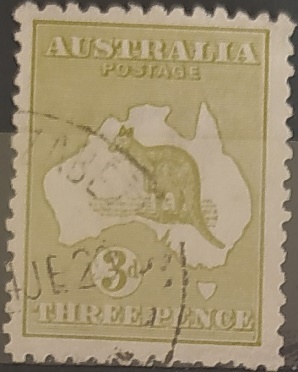 AUSTRALIA
POSTAGE
3d
THREE PENCE